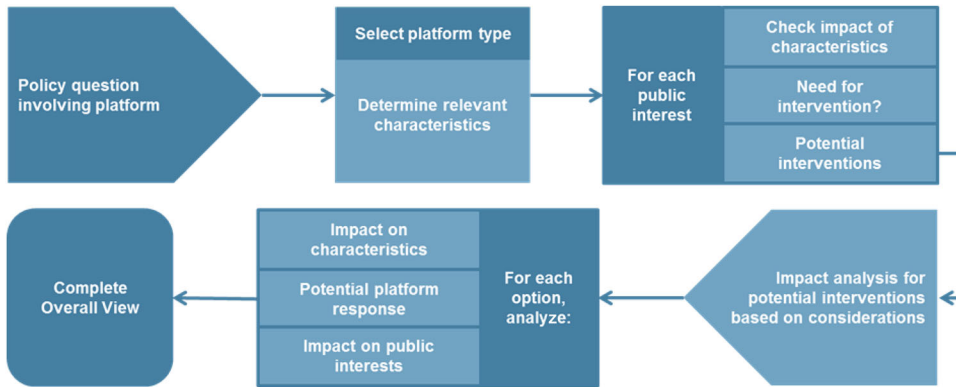 Policy question
involving platform
Select platform type
Determine relevant
characteristics
For each
public
interest
Check impact of
characteristics
Need for
intervention?
Potential
interventions
Impact analysis for
potential interventions
based on considerations
For each
option,
analyze:
Impact on
characteristics
Potential platform
response
Impact on public
interests
Complete
Overall View